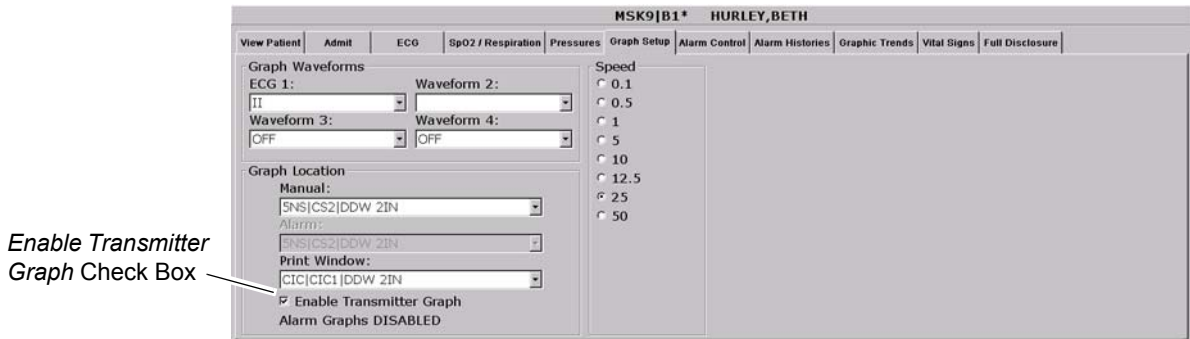 MSK9|B1* HURLEY,BETH
View Patient Admit ECG SpO2 / Respiration Pressures Graph Setup Alarm Control Alarm Histories Graphic Trends Vital Signs Full Disclosure
Graph Waveforms
ECG 1: Waveform 2:
II
Waveform 3: Waveform 4:
OFF OFF
Graph Location
Manual:
5NS|CS2|DDW 2IN
Alarm:
5NS|CS2|DDW 2IN
Print Window:
CIC|CIC1|DDW 2IN
Enable Transmitter Graph
Alarm Graphs DISABLED
Speed
0.1
0.5
1
5
10
12.5
25
50
Enable Transmitter
Graph Check Box